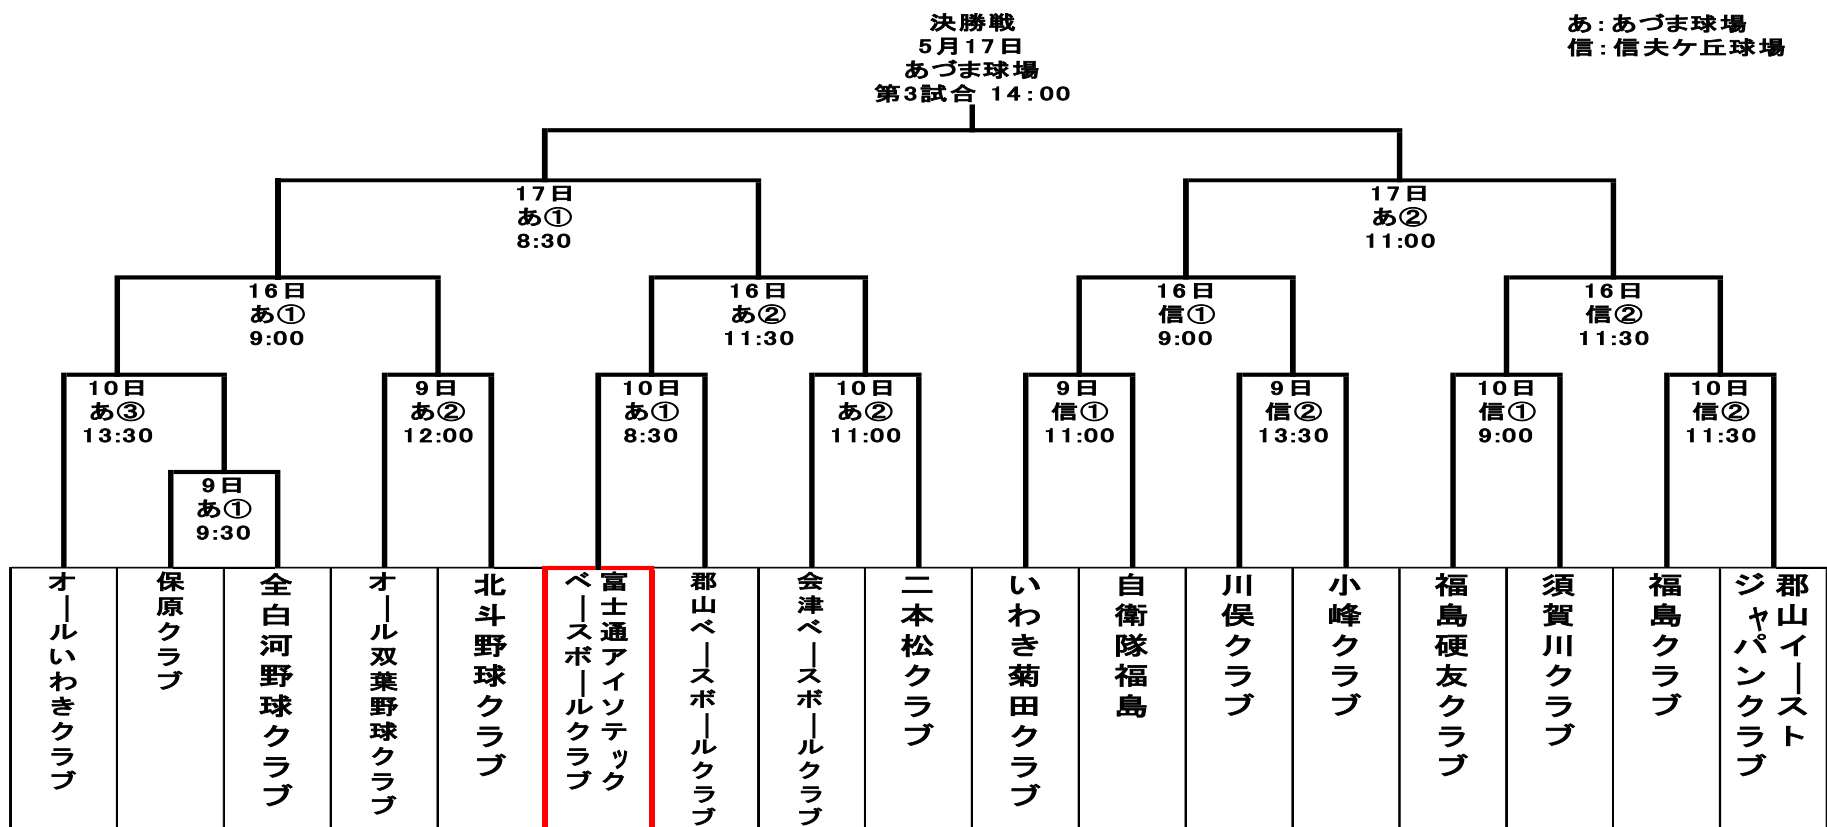 決勝戦
5月17日
あづま球場
第3試合 14:00
あ:あづま球場
信:信夫ケ丘球場
17日
あ①
8:30
17日
あ②
11:00
16日
あ①
9:00
16日
あ②
11:30
16日
信①
9:00
16日
信②
11:30
10日
あ③
13:30
9日
あ②
12:00
10日
あ①
8:30
10日
あ②
11:00
9日
信①
11:00
9日
信②
13:30
10日
信①
9:00
10日
信②
11:30
9日
あ①
9:30
オールいわきクラブ
保原クラブ
全白河野球クラブ
オール双葉野球クラブ
北斗野球クラブ
富士通アイソテック
ベースボールクラブ
郡山ベースボールクラブ
会津ベースボールクラブ
二本松クラブ
いわき菊田クラブ
自衛隊福島
川俣クラブ
小峰クラブ
福島硬友クラブ
須賀川クラブ
福島クラブ
郡山イースト
ジャパンクラブ